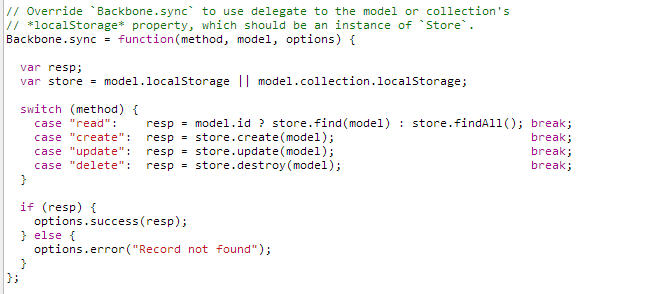 // Override `Backbone.sync` to use delegate to the model or collection's
// *localStorage* property, which should be an instance of `Store`.
Backbone.sync = function(method, model, options) {
  var resp;
  var store = model.localStorage || model.collection.localStorage;
  switch (method) {
    case "read":    resp = model.id ? store.find(model) : store.findAll(); break;
    case "create":  resp = store.create(model);                            break;
    case "update":  resp = store.update(model);                            break;
    case "delete":  resp = store.destroy(model);                           break;
  }
  if (resp) {
    options.success(resp);
  } else {
    options.error("Record not found");
  }
};